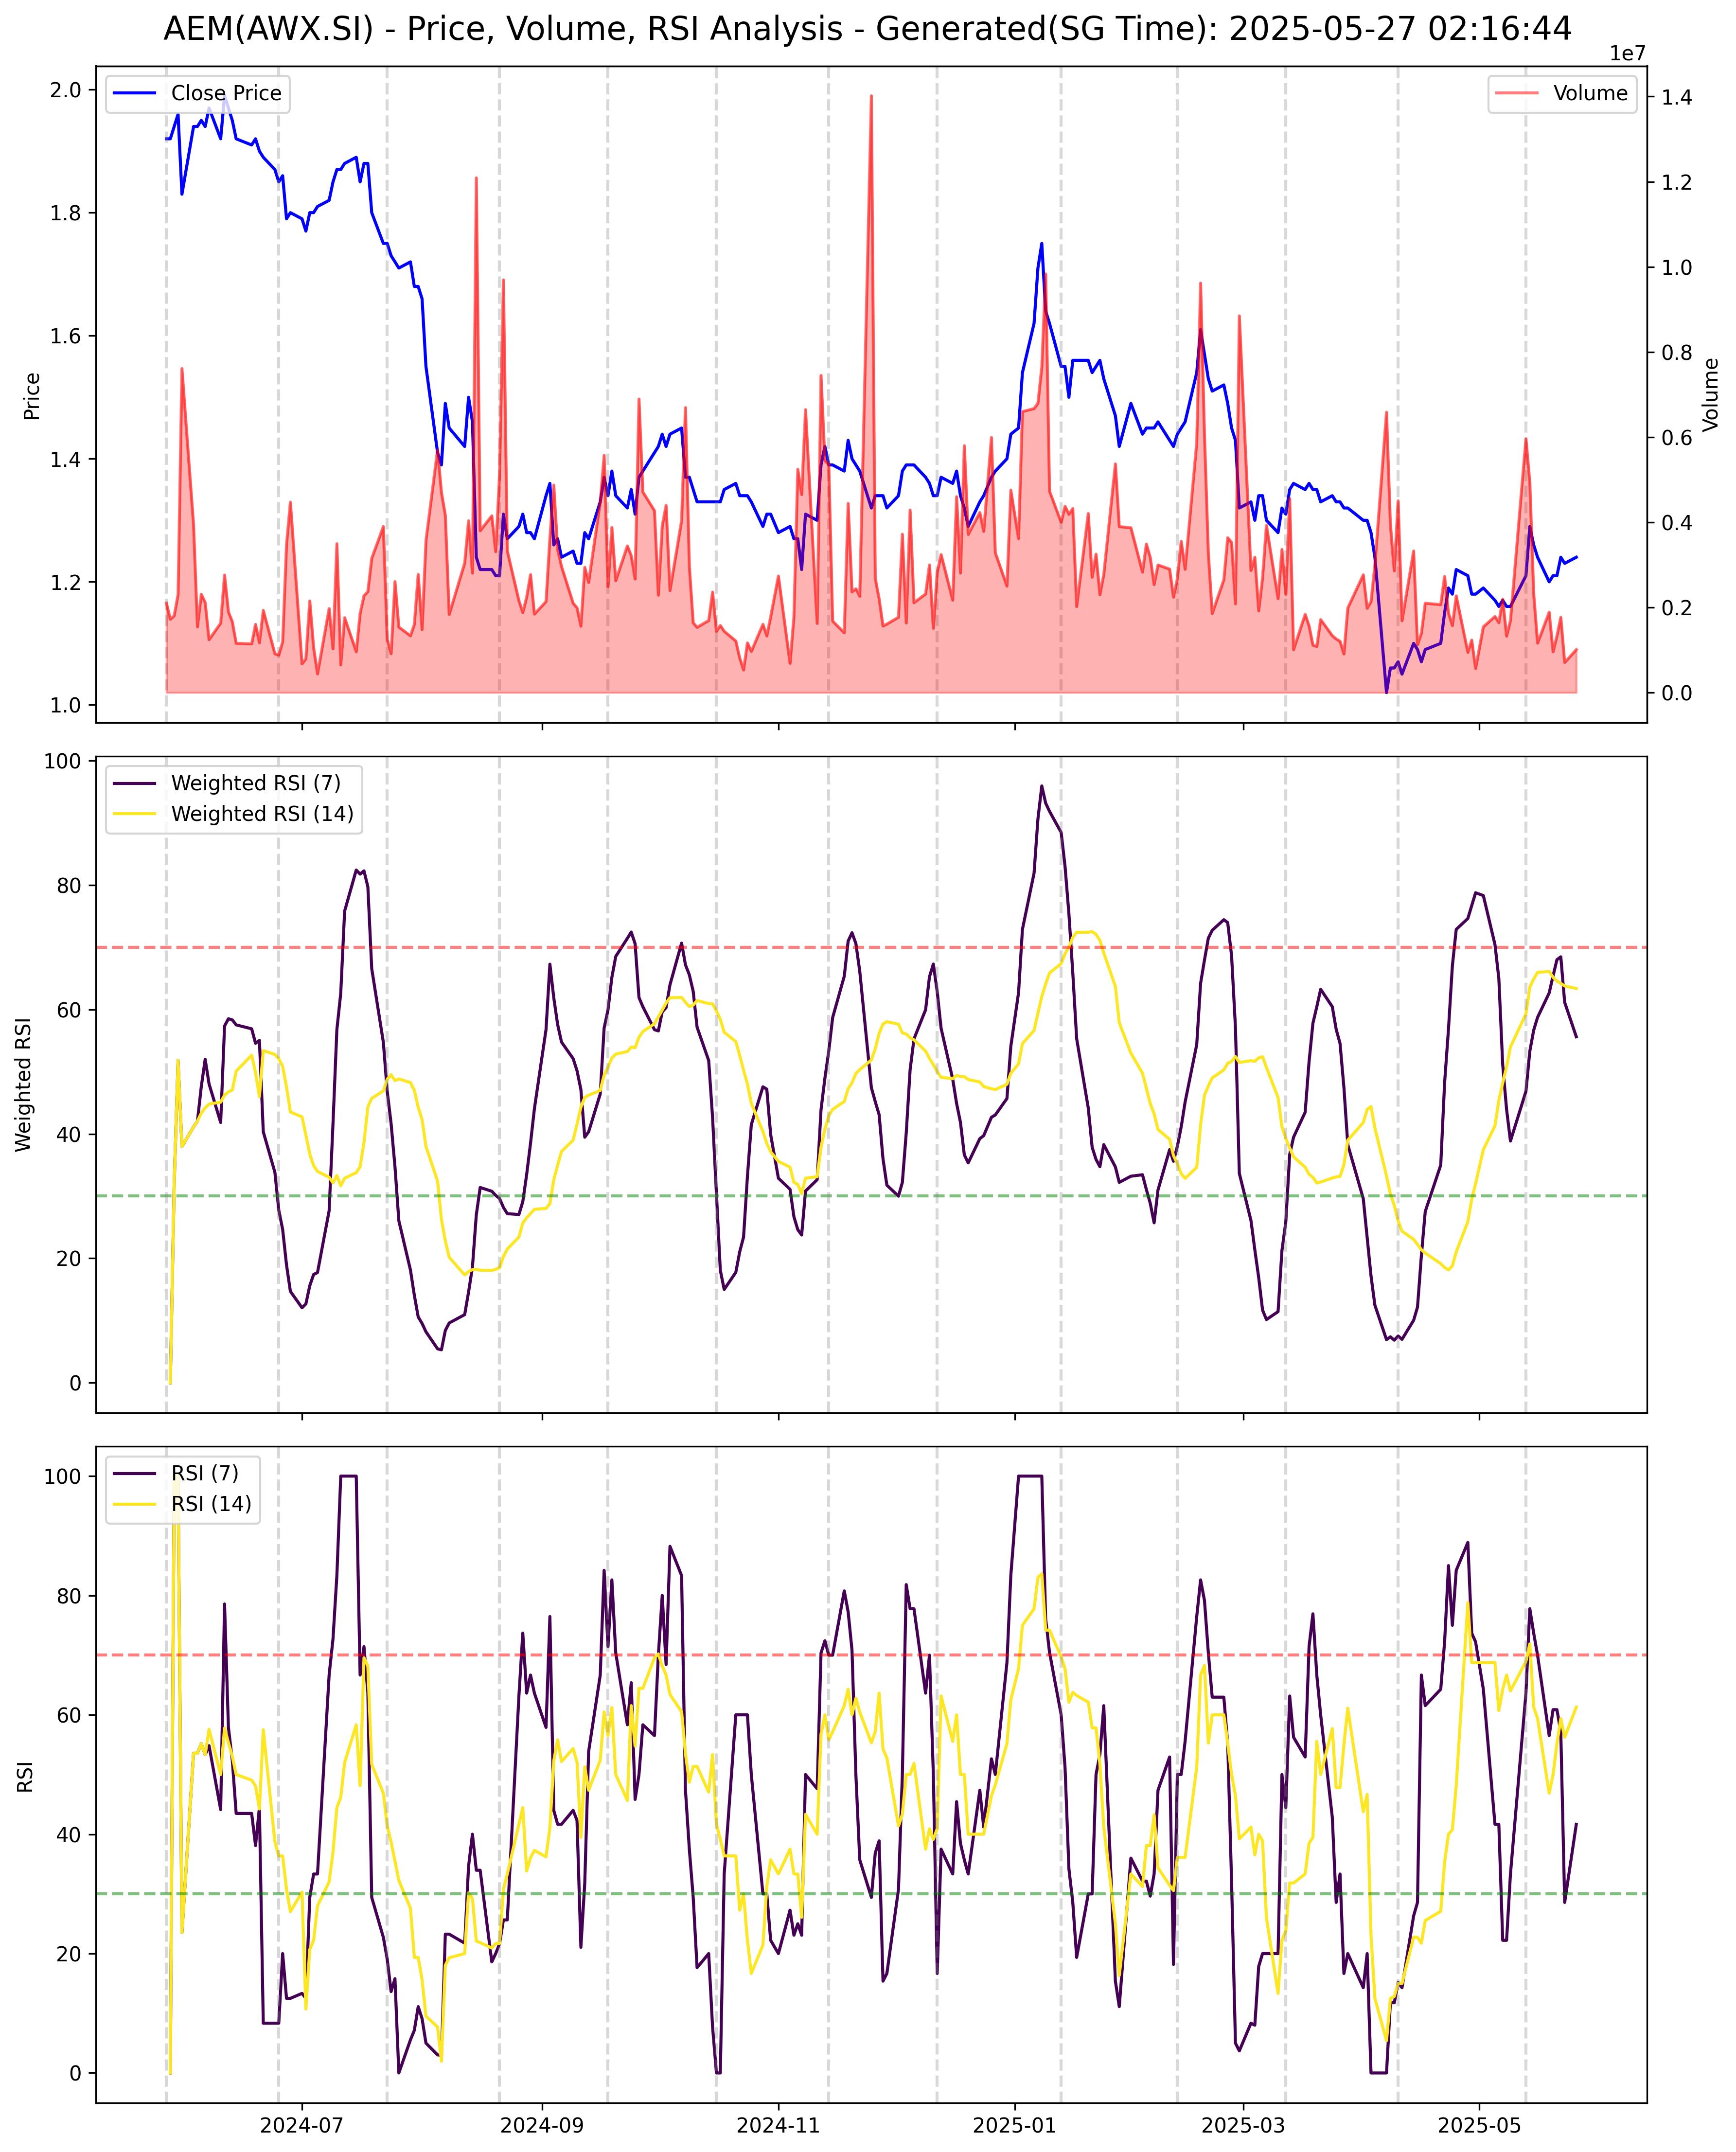 AEM(AWX.SI) - Price, Volume, RSI Analysis - Generated(SG Time): 2025-05-27 02:16:44
1e7
Close Price
Volume
2.0
1.8
1.6
1.4
1.2
1.0
Price
1.4
1.2
1.0
0.8
0.6
0.4
0.2
0.0
Volume
Weighted RSI (7)
Weighted RSI (14)
100
80
60
40
20
0
Weighted RSI
RSI (7)
RSI (14)
100
80
60
40
20
0
RSI
2024-07
2024-09
2024-11
2025-01
2025-03
2025-05